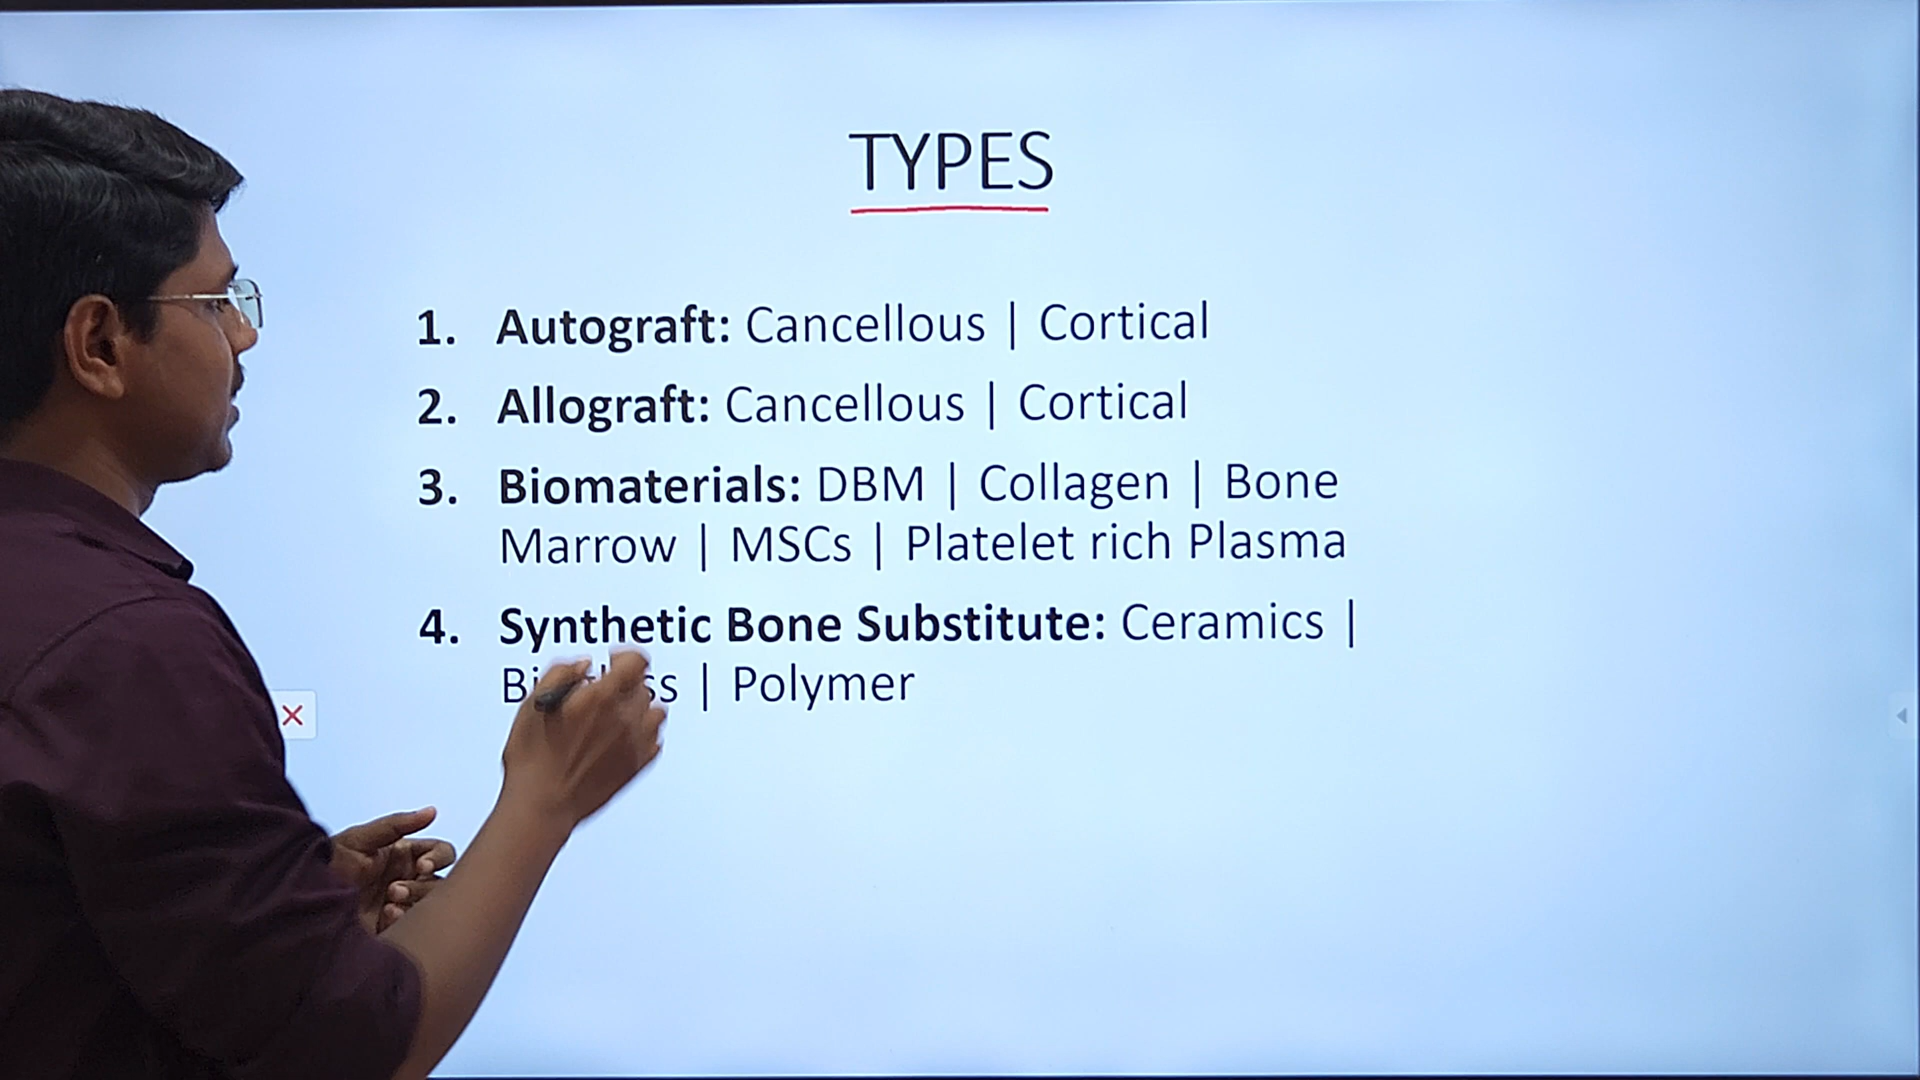 TYPES
1. Autograft: Cancellous | Cortical
2. Allograft: Cancellous | Cortical
3. Biomaterials: DBM | Collagen | Bone
Marrow | MSCs | Platelet rich Plasma
4. Synthetic Bone Substitute: Ceramics |
| Polymer